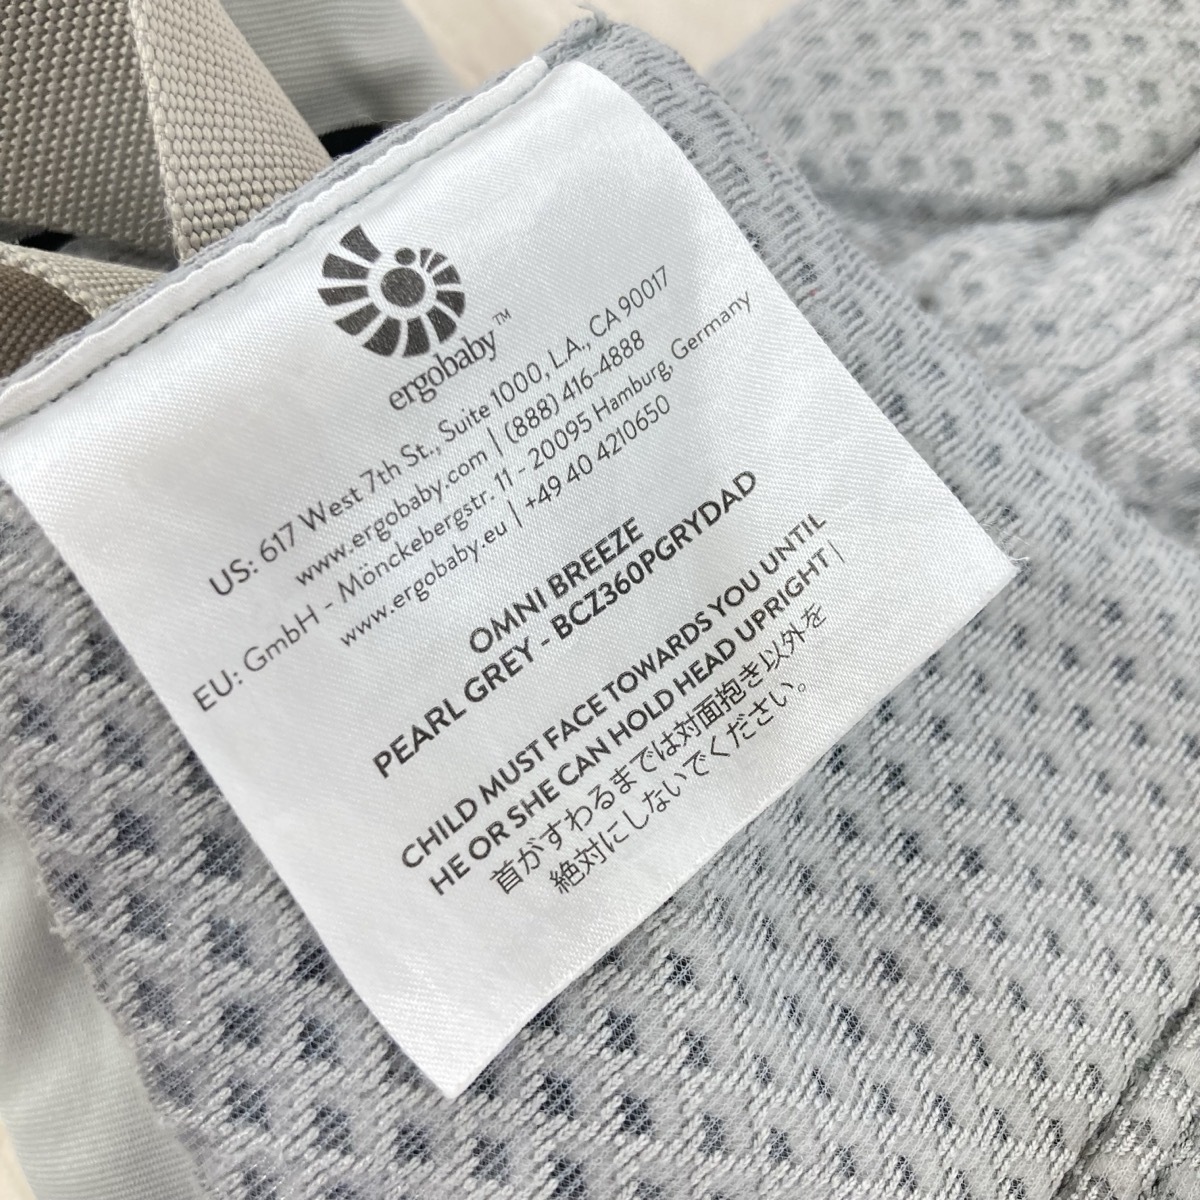 ergobaby™
US: 617 West 7th St., Suite 1000, L.A., CA 90017
www.ergobaby.com | (888) 416-4888
EU: GmbH - Mönckebergstr. 11 - 20095 Hamburg, Germany
www.ergobaby.eu | +49 40 4210650
OMNI BREEZE
PEARL GREY - BCZ360PGRYDAD
CHILD MUST FACE TOWARDS YOU UNTIL
HE OR SHE CAN HOLD HEAD UPRIGHT |
首がすわるまでは対面抱き以外を
絶対にしないでください。